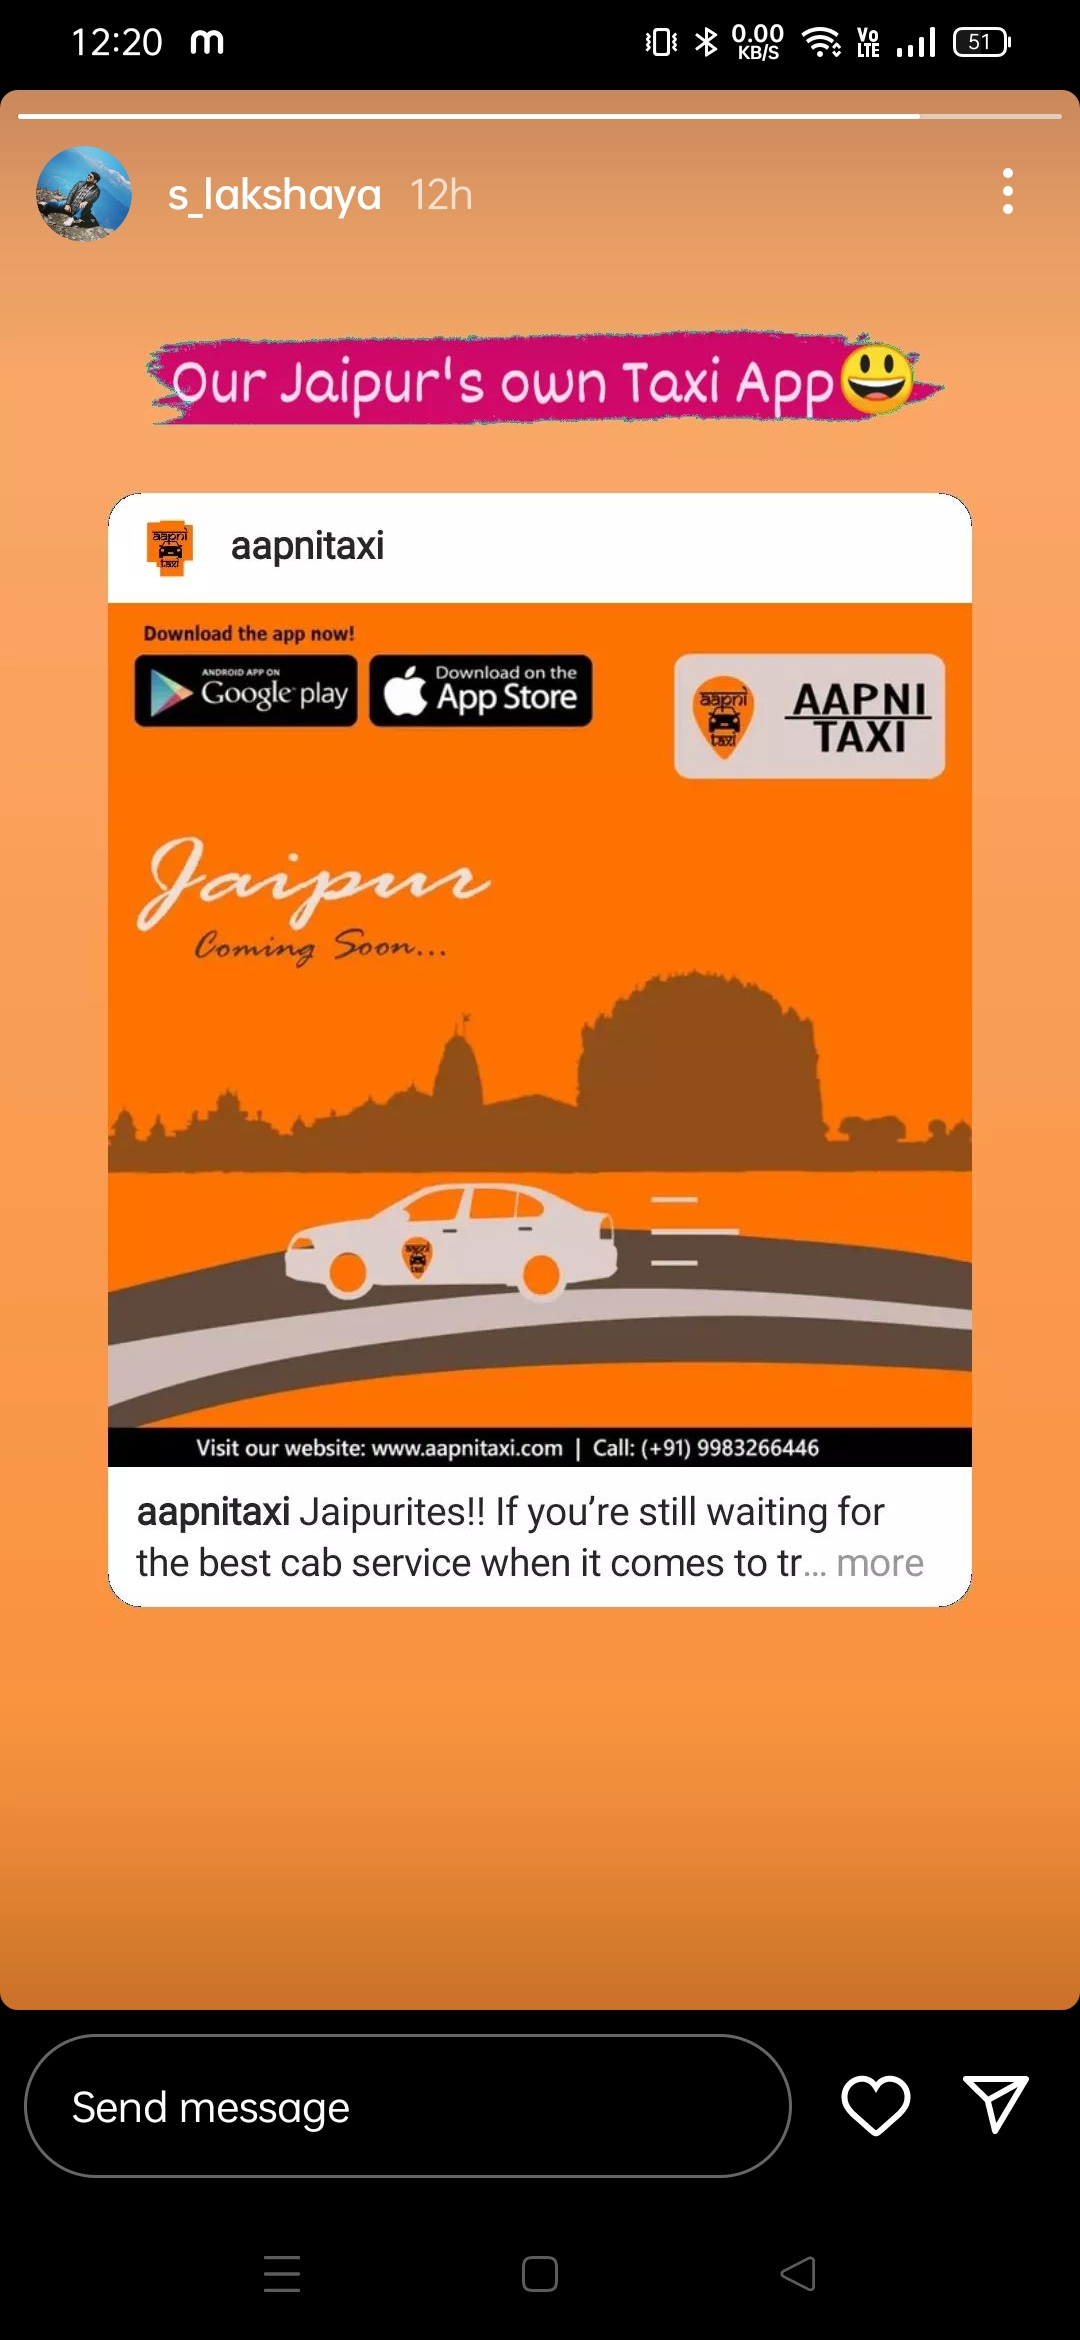 12:20 m 0.00 KB/S Vo LTE 51
s_lakshaya 12h
Our Jaipur's own Taxi App😃
aapni taxi aapnitaxi
Download the app now!
ANDROID APP ON
Google play
Download on the
App Store
aapni taxi
AAPNI
TAXI
Jaipur
Coming Soon...
aapni taxi
Visit our website: www.aapnitaxi.com | Call: (+91) 9983266446
aapnitaxi Jaipurites!! If you’re still waiting for
the best cab service when it comes to tr... more
Send message